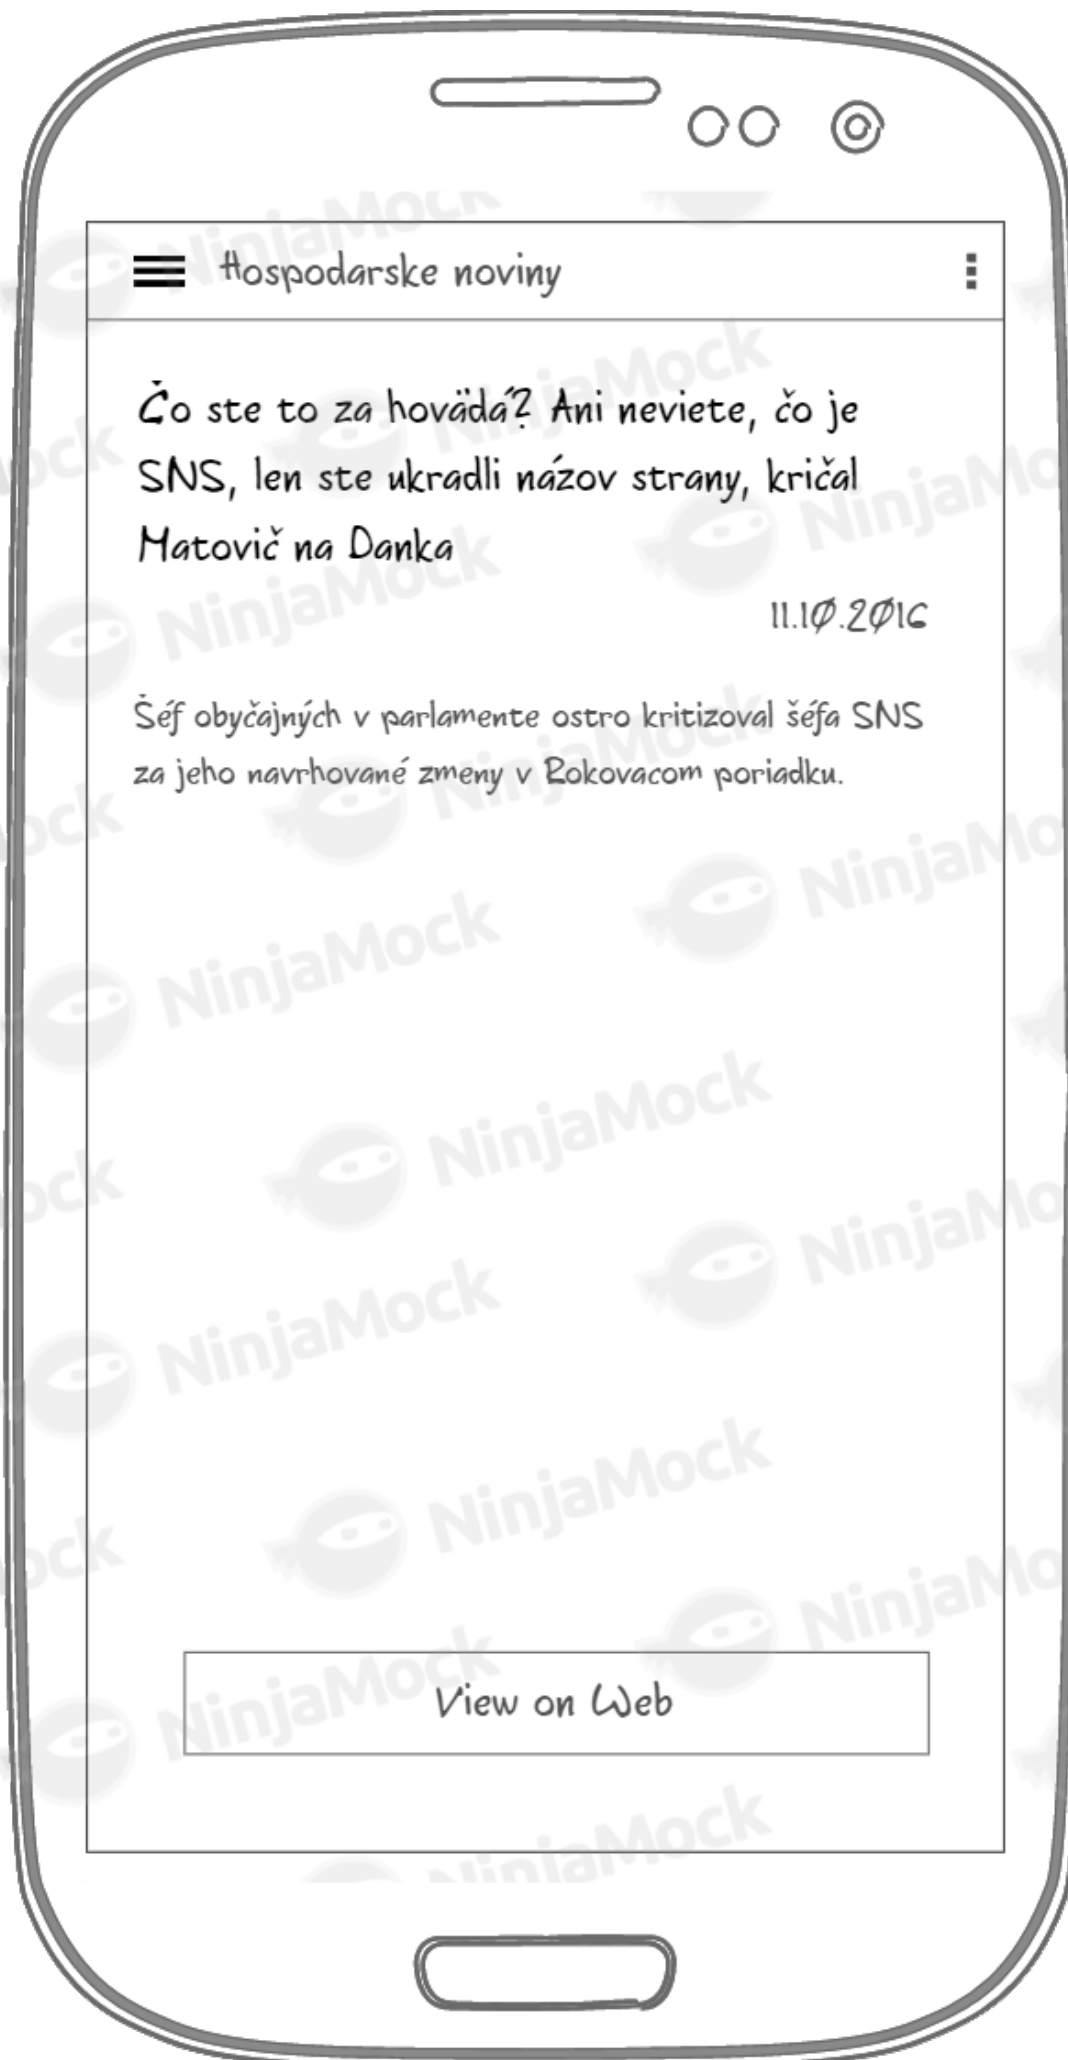 Hospodarske noviny
Čo ste to za hovädá? Ani neviete, čo je
SNS, len ste ukradli názov strany, kričal
Matovič na Danka
11.10.2016
Šéf obyčajných v parlamente ostro kritizoval šéfa SNS
za jeho navrhované zmeny v Rokovacom poriadku.
View on Web
NinjaMock